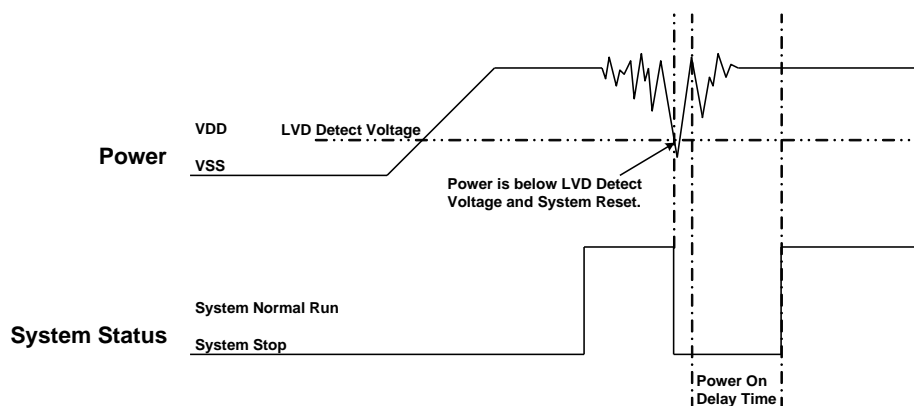 VDD
LVD Detect Voltage
Power
VSS
Power is below LVD Detect
Voltage and System Reset.
System Normal Run
System Status
System Stop
Power On
Delay Time